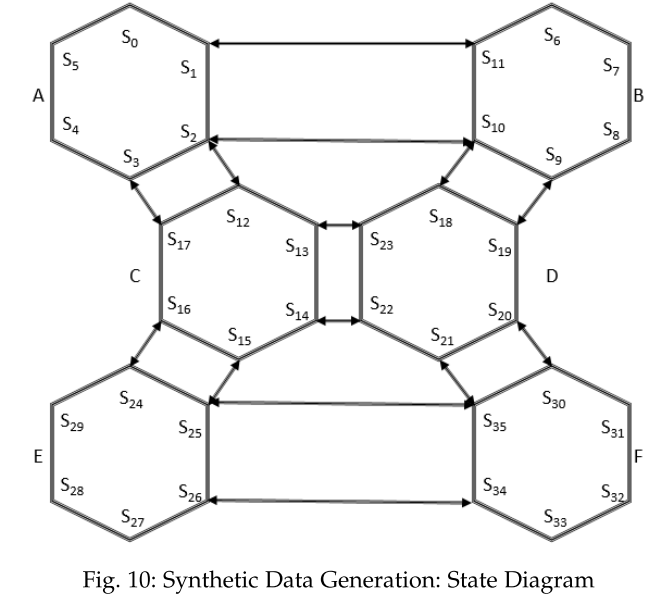 S₀
S₆
S₅
S₁
S₁₁
S₇
A
B
S₄
S₂
S₁₀
S₈
S₃
S₉
S₁₂
S₁₈
S₁₇
S₁₃
S₂₃
S₁₉
C
D
S₁₆
S₁₄
S₂₂
S₂₀
S₁₅
S₂₁
S₂₄
S₃₀
S₂₉
S₂₅
S₃₅
S₃₁
E
F
S₂₈
S₂₆
S₃₄
S₃₂
S₂₇
S₃₃
Fig. 10: Synthetic Data Generation: State Diagram